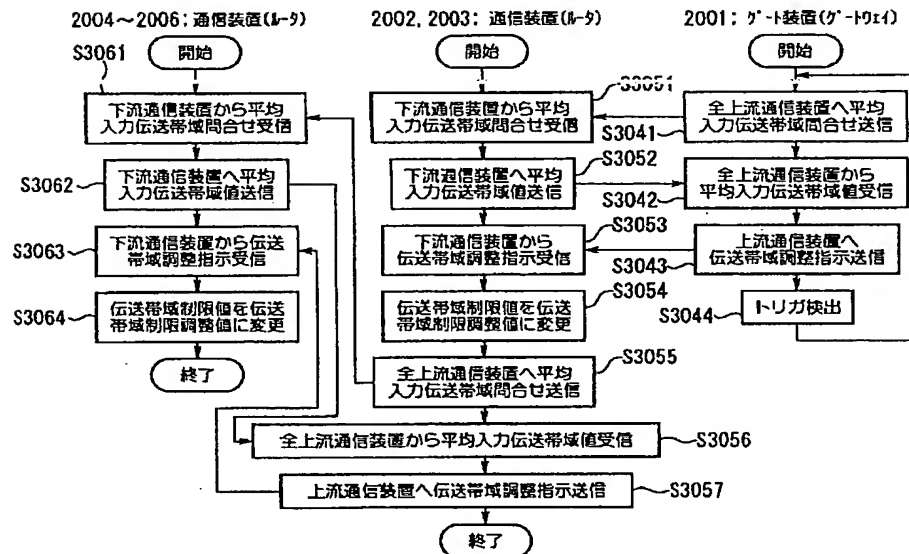 2004～2006：通信装置(ルータ)
開始
S3061
下流通信装置から平均
入力伝送帯域問合せ受信
S3062
下流通信装置へ平均
入力伝送帯域値送信
S3063
下流通信装置から伝送
帯域調整指示受信
S3064
伝送帯域制限値を伝送
帯域制限調整値に変更
終了
2002,2003：通信装置(ルータ)
開始
S3051
下流通信装置から平均
入力伝送帯域問合せ受信
S3052
下流通信装置へ平均
入力伝送帯域値送信
S3053
下流通信装置から
伝送帯域調整指示受信
S3054
伝送帯域制限値を伝送
帯域制限調整値に変更
S3055
全上流通信装置へ平均
入力伝送帯域問合せ送信
全上流通信装置から平均入力伝送帯域値受信
S3056
上流通信装置へ伝送帯域調整指示送信
S3057
終了
2001：ゲート装置(ゲートウェイ)
開始
全上流通信装置へ平均
入力伝送帯域問合せ送信
S3041
全上流通信装置から
平均入力伝送帯域値受信
S3042
上流通信装置へ
伝送帯域調整指示送信
S3043
トリガ検出
S3044